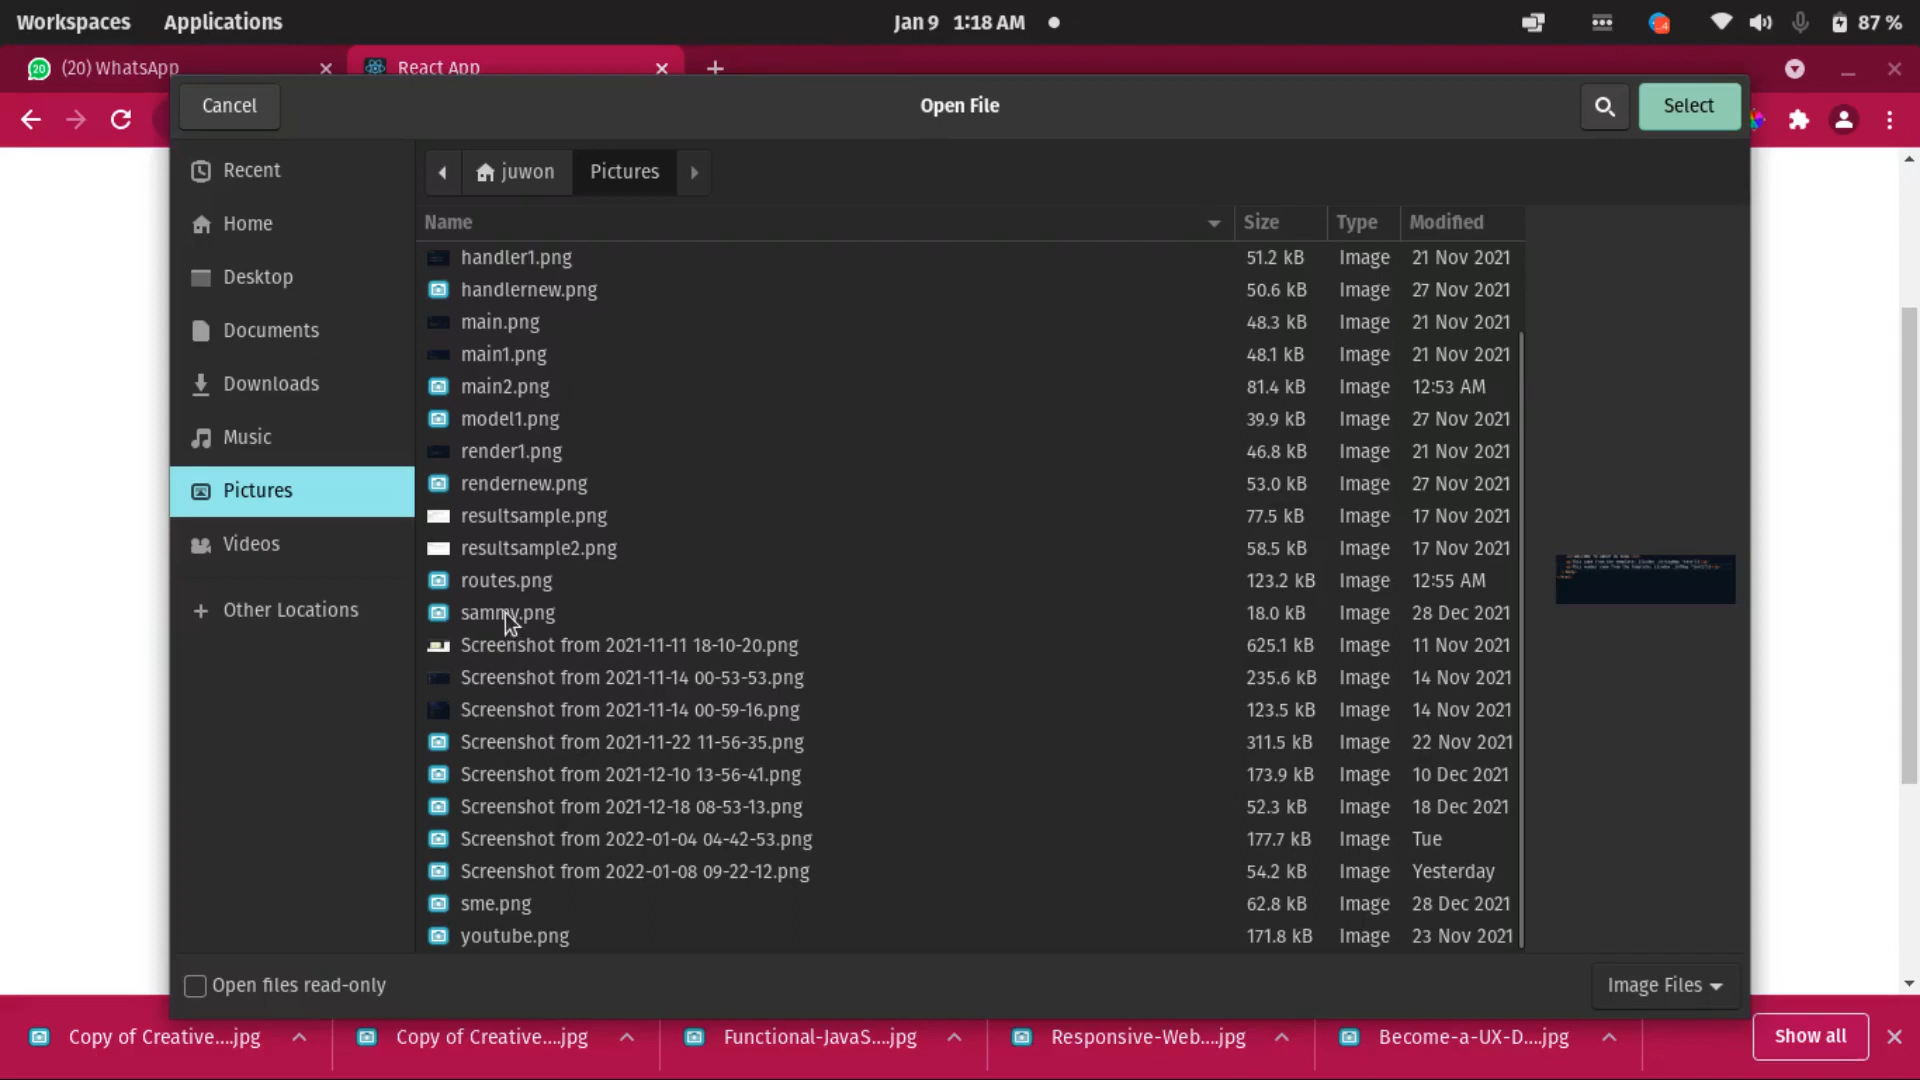 Workspaces Applications Jan 9 1:18 AM 87 %
20 (20) WhatsApp React App
Cancel Open File Select
Recent
Home
Desktop
Documents
Downloads
Music
Pictures
Videos
Other Locations
juwon Pictures
Name Size Type Modified
handler1.png 51.2 kB Image 21 Nov 2021
handlernew.png 50.6 kB Image 27 Nov 2021
main.png 48.3 kB Image 21 Nov 2021
main1.png 48.1 kB Image 21 Nov 2021
main2.png 81.4 kB Image 12:53 AM
model1.png 39.9 kB Image 27 Nov 2021
render1.png 46.8 kB Image 21 Nov 2021
rendernew.png 53.0 kB Image 27 Nov 2021
resultsample.png 77.5 kB Image 17 Nov 2021
resultsample2.png 58.5 kB Image 17 Nov 2021
routes.png 123.2 kB Image 12:55 AM
sammy.png 18.0 kB Image 28 Dec 2021
Screenshot from 2021-11-11 18-10-20.png 625.1 kB Image 11 Nov 2021
Screenshot from 2021-11-14 00-53-53.png 235.6 kB Image 14 Nov 2021
Screenshot from 2021-11-14 00-59-16.png 123.5 kB Image 14 Nov 2021
Screenshot from 2021-11-22 11-56-35.png 311.5 kB Image 22 Nov 2021
Screenshot from 2021-12-10 13-56-41.png 173.9 kB Image 10 Dec 2021
Screenshot from 2021-12-18 08-53-13.png 52.3 kB Image 18 Dec 2021
Screenshot from 2022-01-04 04-42-53.png 177.7 kB Image Tue
Screenshot from 2022-01-08 09-22-12.png 54.2 kB Image Yesterday
sme.png 62.8 kB Image 28 Dec 2021
youtube.png 171.8 kB Image 23 Nov 2021
Open files read-only Image Files
Copy of Creative....jpg Copy of Creative....jpg Functional-JavaS....jpg Responsive-Web....jpg Become-a-UX-D....jpg Show all